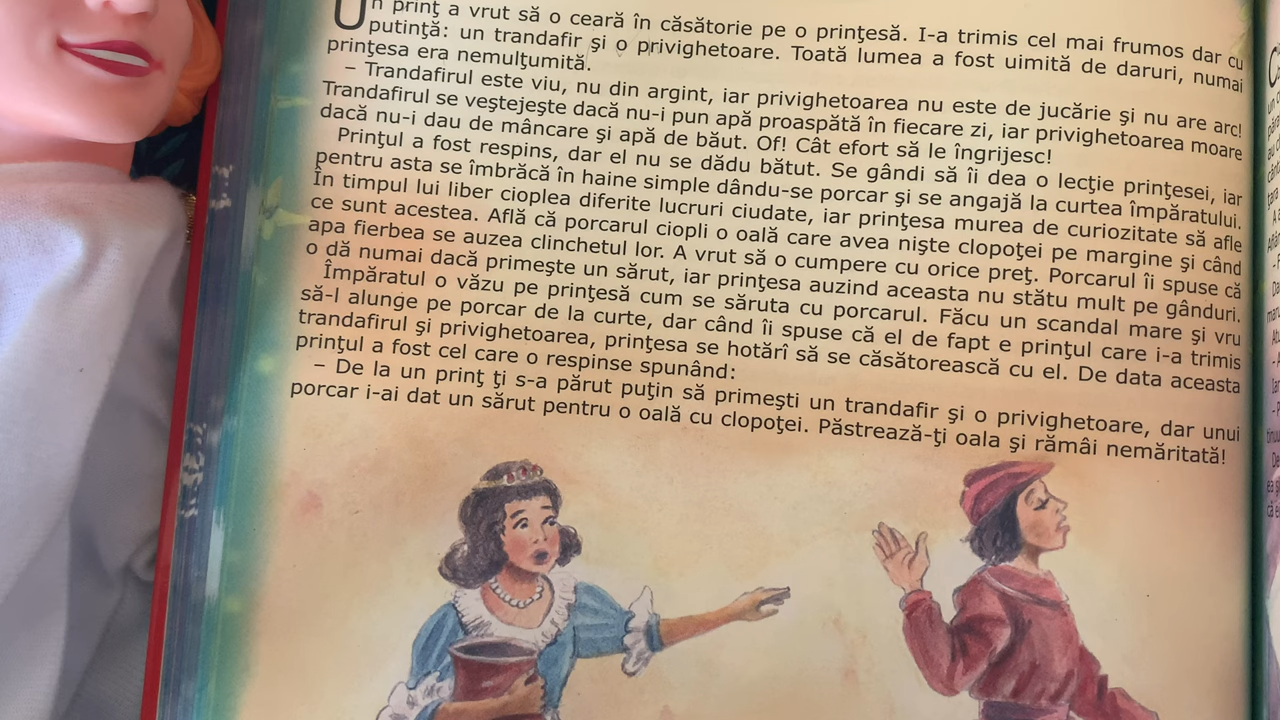 Un prinţ a vrut să o ceară în căsătorie pe o prinţesă. I-a trimis cel mai frumos dar cu
putinţă: un trandafir şi o privighetoare. Toată lumea a fost uimită de daruri, numai
prinţesa era nemulţumită.
– Trandafirul este viu, nu din argint, iar privighetoarea nu este de jucărie şi nu are arc!
Trandafirul se veştejeşte dacă nu-i pun apă proaspătă în fiecare zi, iar privighetoarea moare
dacă nu-i dau de mâncare şi apă de băut. Of! Cât efort să le îngrijesc!
Prinţul a fost respins, dar el nu se dădu bătut. Se gândi să îi dea o lecţie prinţesei, iar
pentru asta se îmbrăcă în haine simple dându-se porcar şi se angajă la curtea împăratului.
În timpul lui liber cioplea diferite lucruri ciudate, iar prinţesa murea de curiozitate să afle
ce sunt acestea. Află că porcarul ciopli o oală care avea nişte clopoţei pe margine şi când
apa fierbea se auzea clinchetul lor. A vrut să o cumpere cu orice preţ. Porcarul îi spuse că
o dă numai dacă primeşte un sărut, iar prinţesa auzind aceasta nu stătu mult pe gânduri.
Împăratul o văzu pe prinţesă cum se săruta cu porcarul. Făcu un scandal mare şi vru
să-l alunge pe porcar de la curte, dar când îi spuse că el de fapt e prinţul care i-a trimis
trandafirul şi privighetoarea, prinţesa se hotărî să se căsătorească cu el. De data aceasta
prinţul a fost cel care o respinse spunând:
– De la un prinţ ţi s-a părut puţin să primeşti un trandafir şi o privighetoare, dar unui
porcar i-ai dat un sărut pentru o oală cu clopoţei. Păstrează-ţi oala şi rămâi nemăritată!